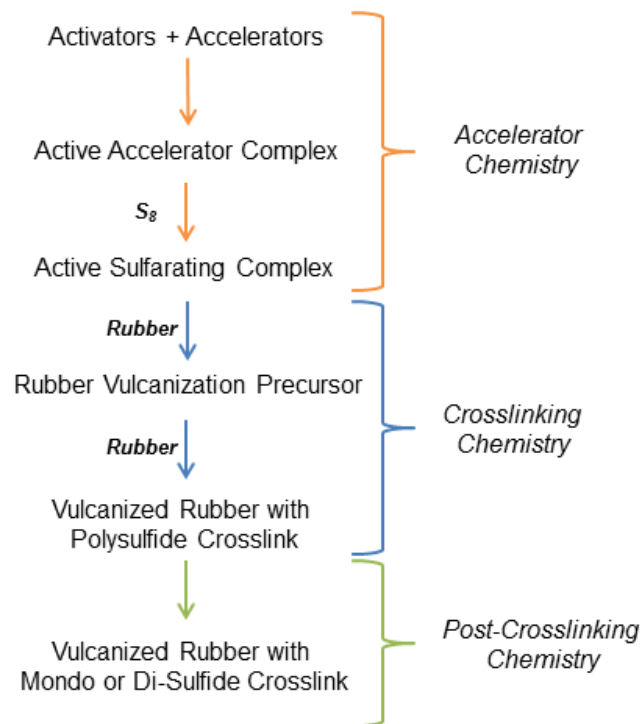 Activators + Accelerators
Active Accelerator Complex
Accelerator
Chemistry
S8
Active Sulfarating Complex
Rubber
Rubber Vulcanization Precursor
Rubber
Crosslinking
Chemistry
Vulcanized Rubber with
Polysulfide Crosslink
Vulcanized Rubber with
Mondo or Di-Sulfide Crosslink
Post-Crosslinking
Chemistry